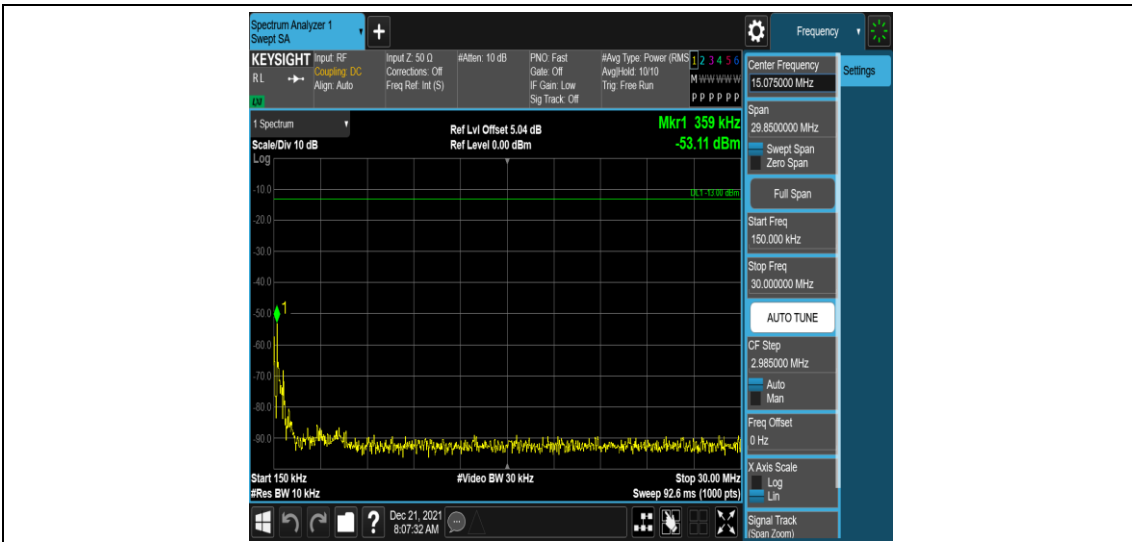 Spectrum Analyzer 1
Swept SA
+
Frequency
KEYSIGHT
RL
LXI
Input: RF
Coupling: DC
Align: Auto
Input Z: 50 Ω
Corrections: Off
Freq Ref: Int (S)
#Atten: 10 dB
PNO: Fast
Gate: Off
IF Gain: Low
Sig Track: Off
#Avg Type: Power (RMS
Avg|Hold: 10/10
Trig: Free Run
1 2 3 4 5 6
M W W W W W
P P P P P P
Center Frequency
15.075000 MHz
Settings
1 Spectrum
Scale/Div 10 dB
Log
Ref Lvl Offset 5.04 dB
Ref Level 0.00 dBm
Mkr1 359 kHz
-53.11 dBm
DL1 -13.00 dBm
-10.0
-20.0
-30.0
-40.0
-50.0
-60.0
-70.0
-80.0
-90.0
1
Start 150 kHz
#Res BW 10 kHz
#Video BW 30 kHz
Stop 30.00 MHz
Sweep 92.6 ms (1000 pts)
Span
29.8500000 MHz
Swept Span
Zero Span
Full Span
Start Freq
150.000 kHz
Stop Freq
30.000000 MHz
AUTO TUNE
CF Step
2.985000 MHz
Auto
Man
Freq Offset
0 Hz
X Axis Scale
Log
Lin
Signal Track
(Span Zoom)
?
Dec 21, 2021
8:07:32 AM